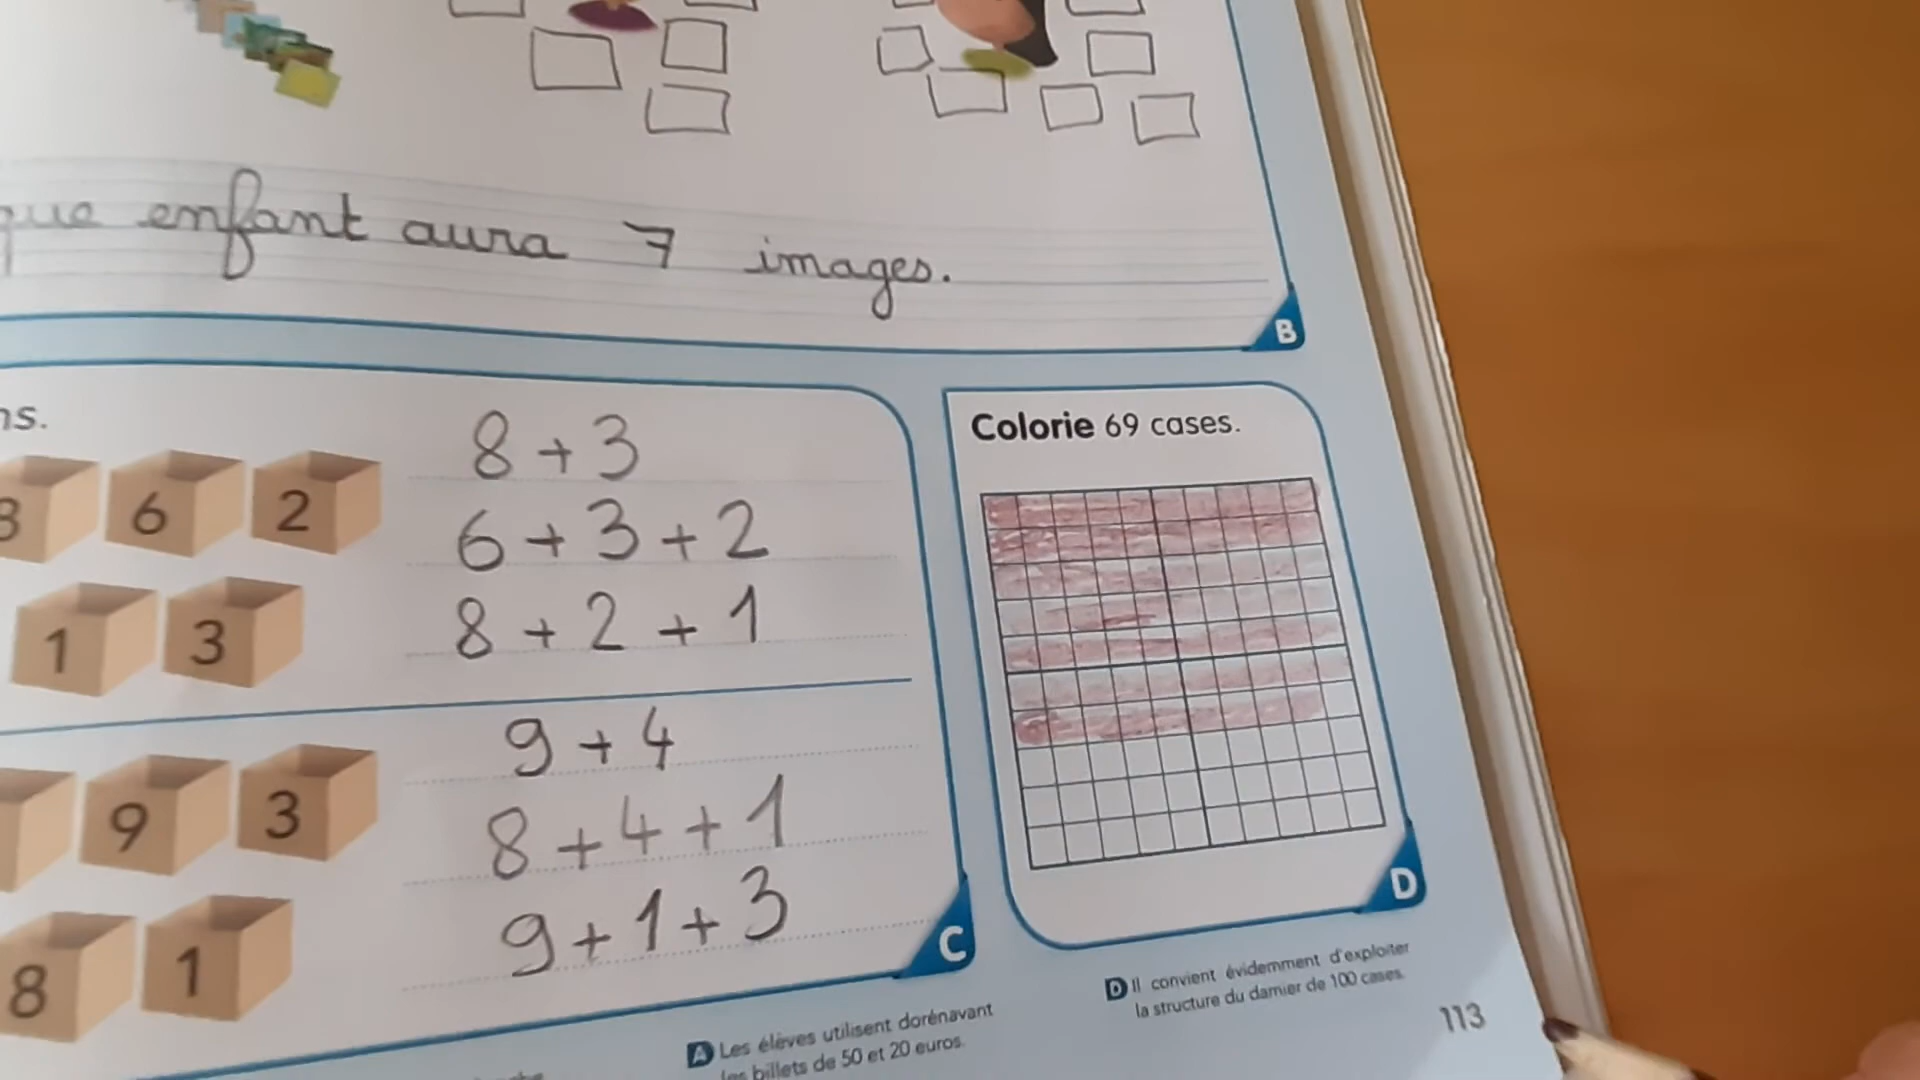 enfant aura 7 images.
B
ns.
6 2
1 3
8 + 3
6 + 3 + 2
8 + 2 + 1
9 3
8 1
9 + 4
8 + 4 + 1
9 + 1 + 3
C
Colorie 69 cases.
D
A Les élèves utilisent dorénavant
les billets de 50 et 20 euros.
D Il convient évidemment d'exploiter
la structure du damier de 100 cases.
113